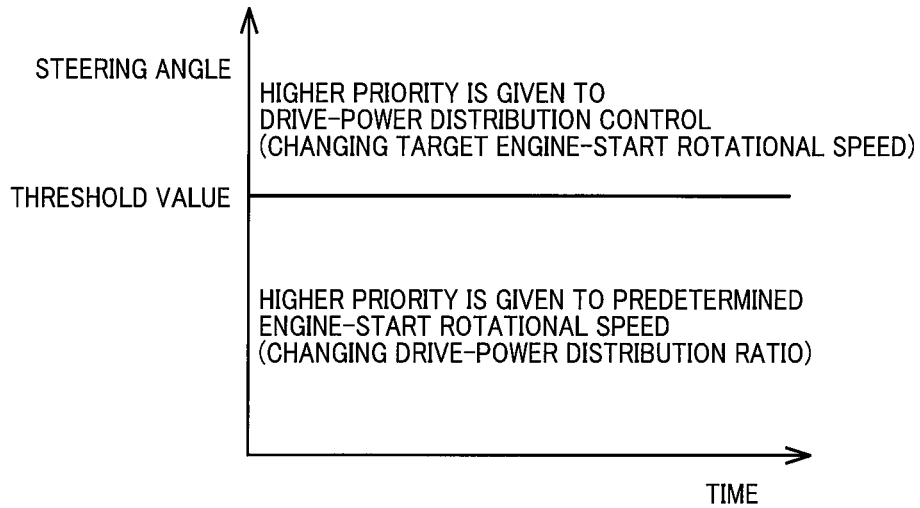 STEERING ANGLE
HIGHER PRIORITY IS GIVEN TO
DRIVE-POWER DISTRIBUTION CONTROL
(CHANGING TARGET ENGINE-START ROTATIONAL SPEED)
THRESHOLD VALUE
HIGHER PRIORITY IS GIVEN TO PREDETERMINED
ENGINE-START ROTATIONAL SPEED
(CHANGING DRIVE-POWER DISTRIBUTION RATIO)
TIME